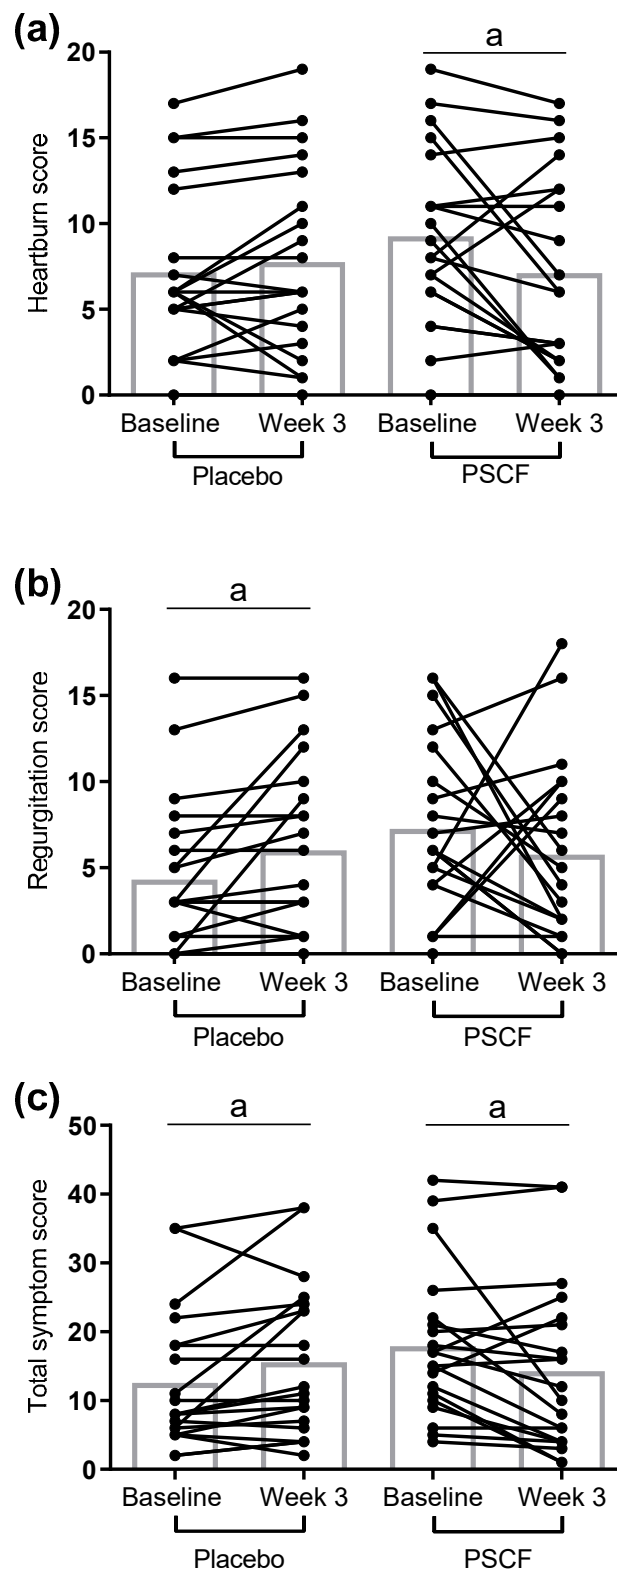 (a)
a
20
15
10
5
0
Heartburn score
Baseline Week 3 Baseline Week 3
Placebo PSCF
(b)
a
20
15
10
5
0
Regurgitation score
Baseline Week 3 Baseline Week 3
Placebo PSCF
(c)
a a
50
40
30
20
10
0
Total symptom score
Baseline Week 3 Baseline Week 3
Placebo PSCF